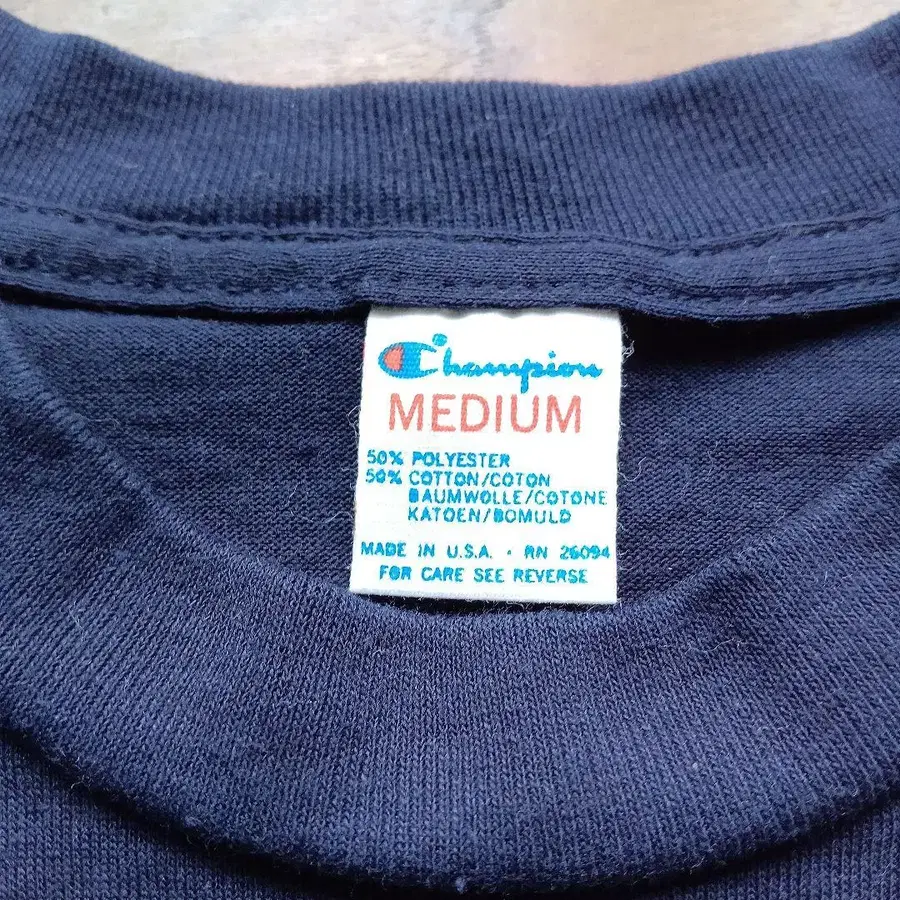 Champion
MEDIUM
50% POLYESTER
50% COTTON/COTON
BAUMWOLLE/COTONE
KATOEN/BOMULD
MADE IN U.S.A. · RN 26094
FOR CARE SEE REVERSE